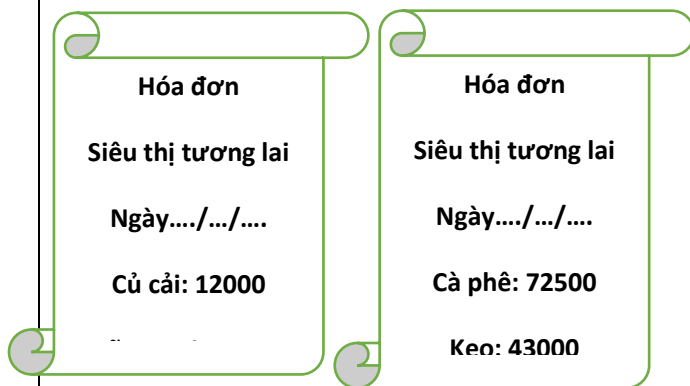 Hóa đơn
Siêu thị tương lai
Ngày…./…/….
Củ cải: 12000
Hóa đơn
Siêu thị tương lai
Ngày…./…/….
Cà phê: 72500
Kẹo: 43000